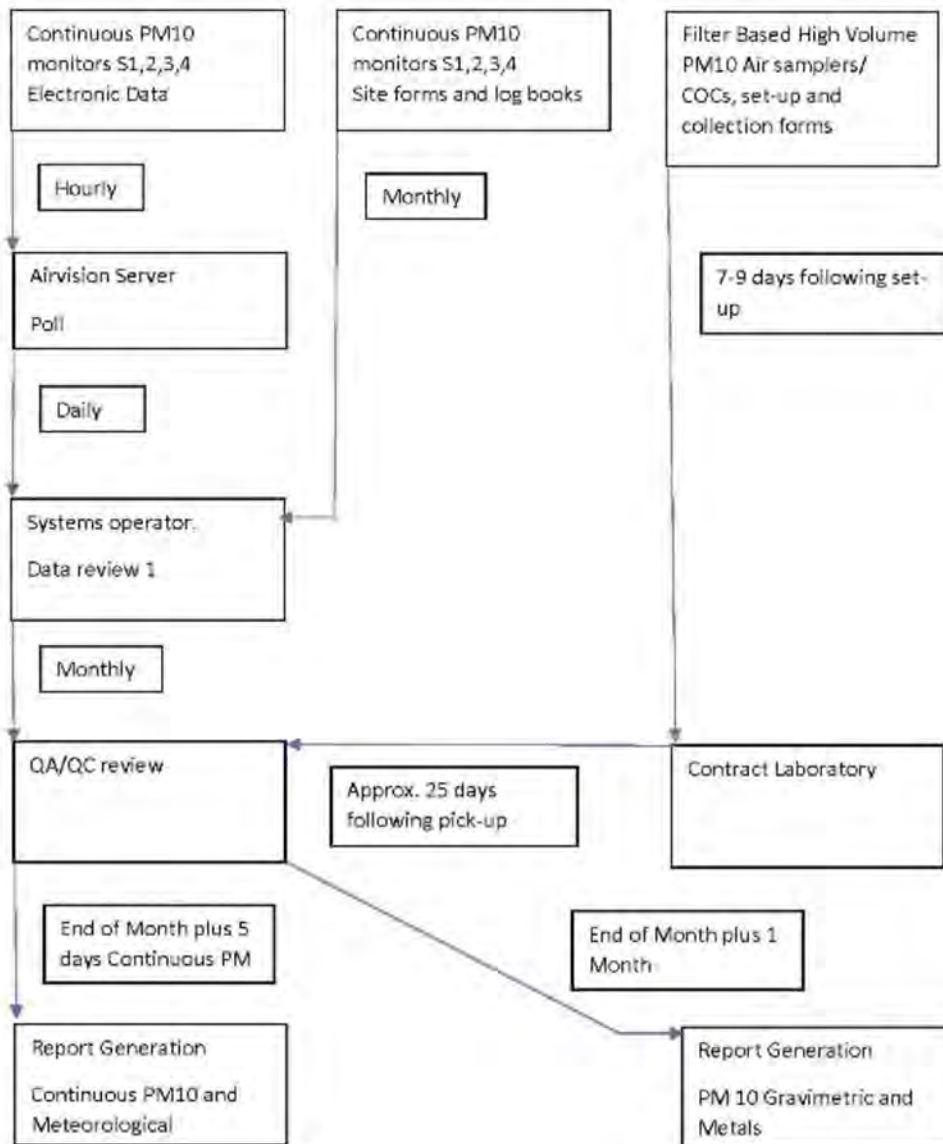 Continuous PM10
monitors S1,2,3,4
Electronic Data
Continuous PM10
monitors S1,2,3,4
Site forms and log books
Filter Based High Volume
PM10 Air samplers/
COCs, set-up and
collection forms
Hourly
Monthly
Airvision Server
Poll
7-9 days following set-
up
Daily
Systems operator.
Data review 1
Monthly
QA/QC review
Approx. 25 days
following pick-up
Contract Laboratory
End of Month plus 5
days Continuous PM
End of Month plus 1
Month
Report Generation
Continuous PM10 and
Meteorological
Report Generation
PM 10 Gravimetric and
Metals